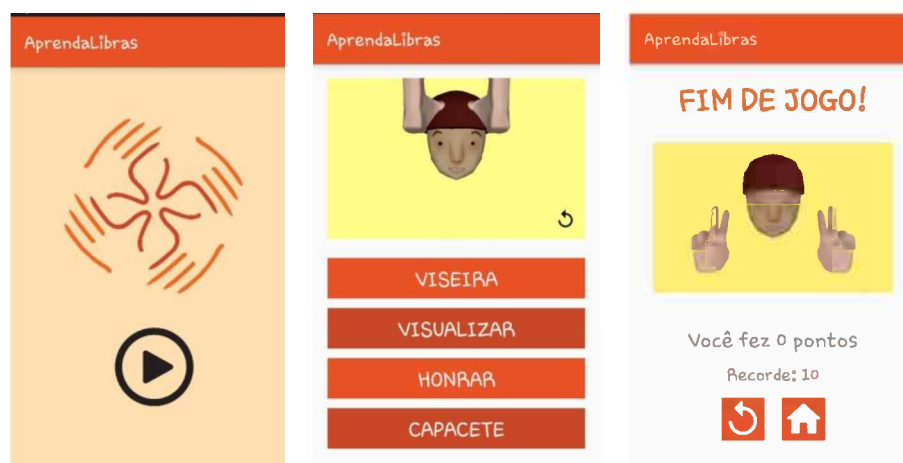 AprendaLibras
AprendaLibras
VISEIRA
VISUALIZAR
HONRAR
CAPACETE
AprendaLibras
FIM DE JOGO!
Você fez 0 pontos
Recorde: 10